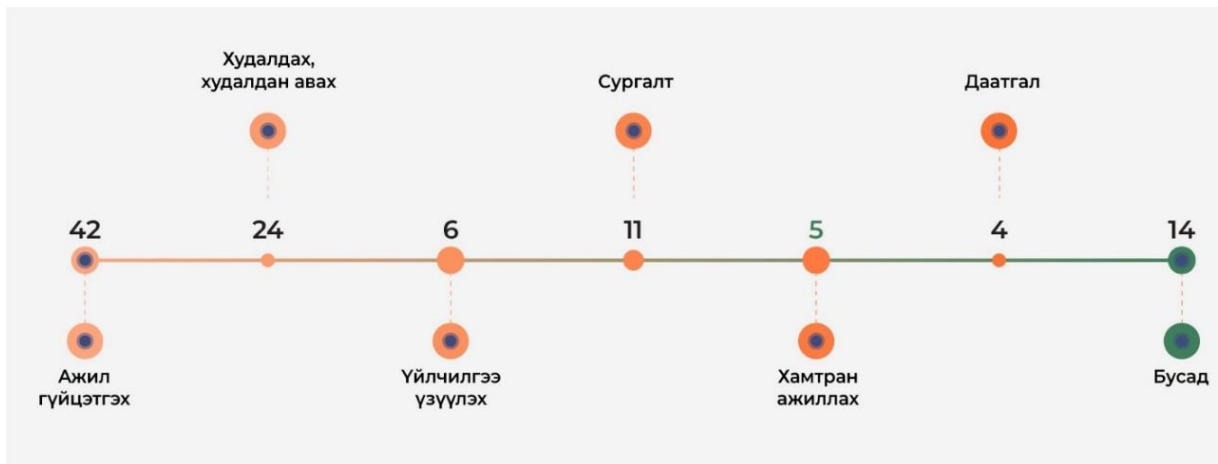 Худалдах,
худалдан авах
Сургалт
Даатгал
42
24
6
11
5
4
14
Ажил
гүйцэтгэх
Үйлчилгээ
үзүүлэх
Хамтран
ажиллах
Бусад